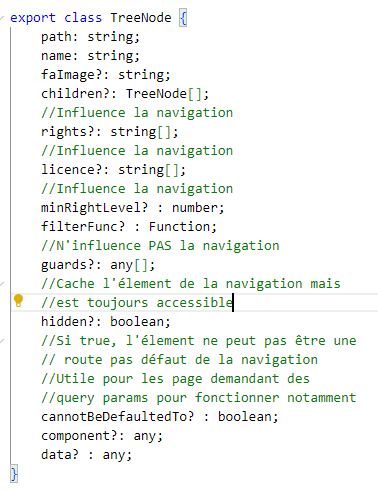 export class TreeNode {
path: string;
name: string;
faImage?: string;
children?: TreeNode[];
//Influence la navigation
rights?: string[];
//Influence la navigation
licence?: string[];
//Influence la navigation
minRightLevel? : number;
filterFunc? : Function;
//N'influence PAS la navigation
guards?: any[];
//Cache l'élement de la navigation mais
//est toujours accessible
hidden?: boolean;
//Si true, l'élement ne peut pas être une
// route pas défaut de la navigation
//Utile pour les page demandant des
//query params pour fonctionner notamment
cannotBeDefaultedTo? : boolean;
component?: any;
data? : any;
}